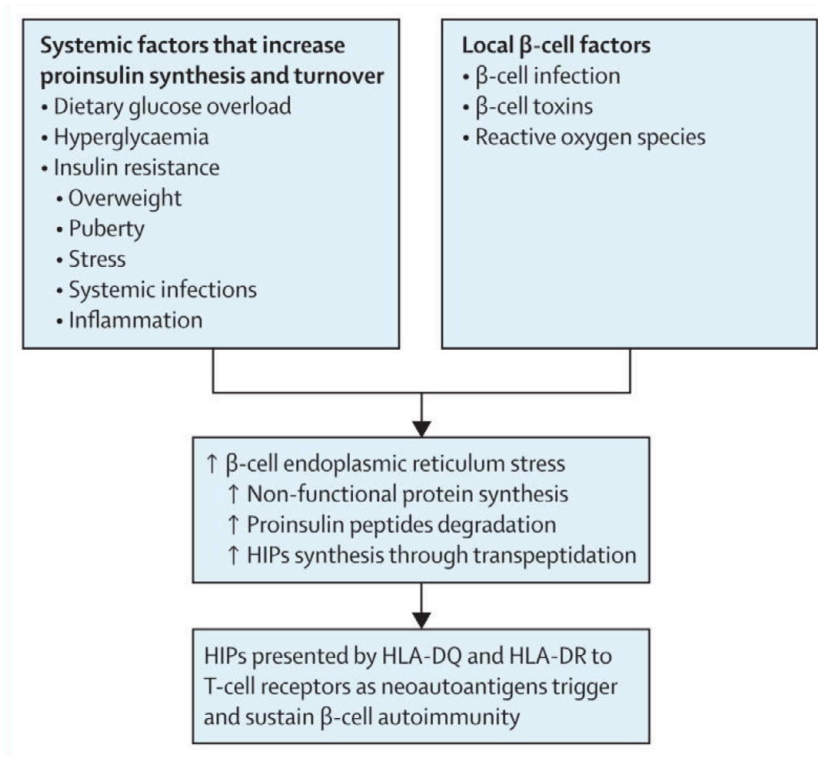 Systemic factors that increase
proinsulin synthesis and turnover
• Dietary glucose overload
• Hyperglycaemia
• Insulin resistance
• Overweight
• Puberty
• Stress
• Systemic infections
• Inflammation
Local β-cell factors
• β-cell infection
• β-cell toxins
• Reactive oxygen species
↑ β-cell endoplasmic reticulum stress
↑ Non-functional protein synthesis
↑ Proinsulin peptides degradation
↑ HIPs synthesis through transpeptidation
HIPs presented by HLA-DQ and HLA-DR to
T-cell receptors as neoautoantigens trigger
and sustain β-cell autoimmunity